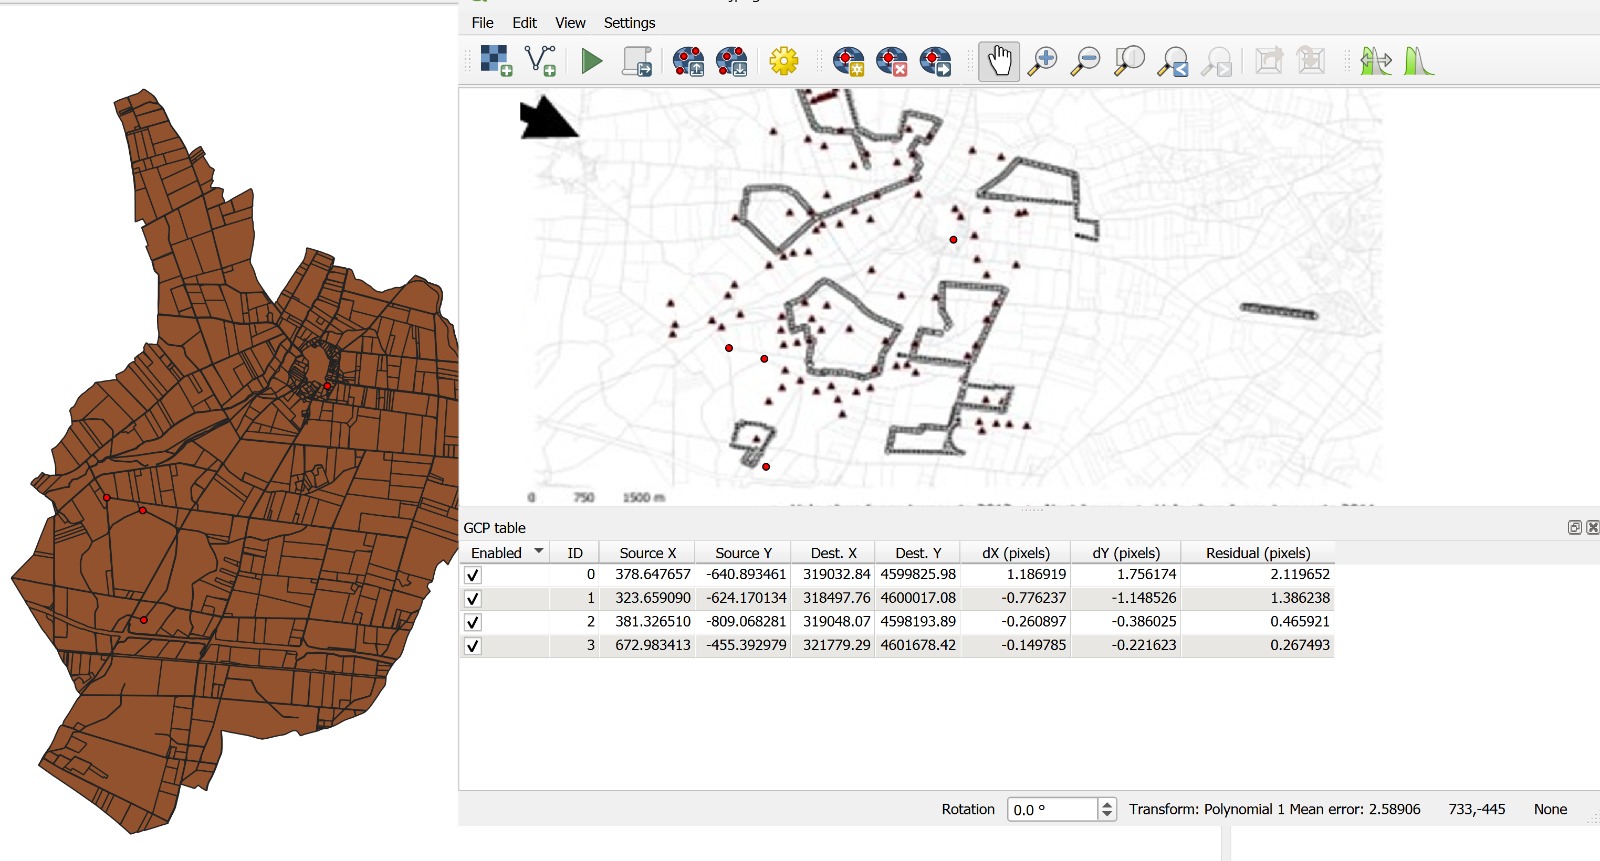 File Edit View Settings
0 750 1500 m
GCP table
Enabled ID Source X Source Y Dest. X Dest. Y dX (pixels) dY (pixels) Residual (pixels)
0 378.647657 -640.893461 319032.84 4599825.98 1.186919 1.756174 2.119652
1 323.659090 -624.170134 318497.76 4600017.08 -0.776237 -1.148526 1.386238
2 381.326510 -809.068281 319048.07 4598193.89 -0.260897 -0.386025 0.465921
3 672.983413 -455.392979 321779.29 4601678.42 -0.149785 -0.221623 0.267493
Rotation 0.0 ° Transform: Polynomial 1 Mean error: 2.58906 733,-445 None